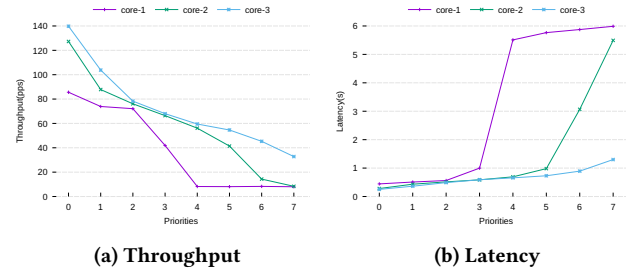 core-1 core-2 core-3
140
120
100
80
60
40
20
0
Throughput(pps)
0 1 2 3 4 5 6 7
Priorities
(a) Throughput
core-1 core-2 core-3
6
5
4
3
2
1
0
Latency(s)
0 1 2 3 4 5 6 7
Priorities
(b) Latency